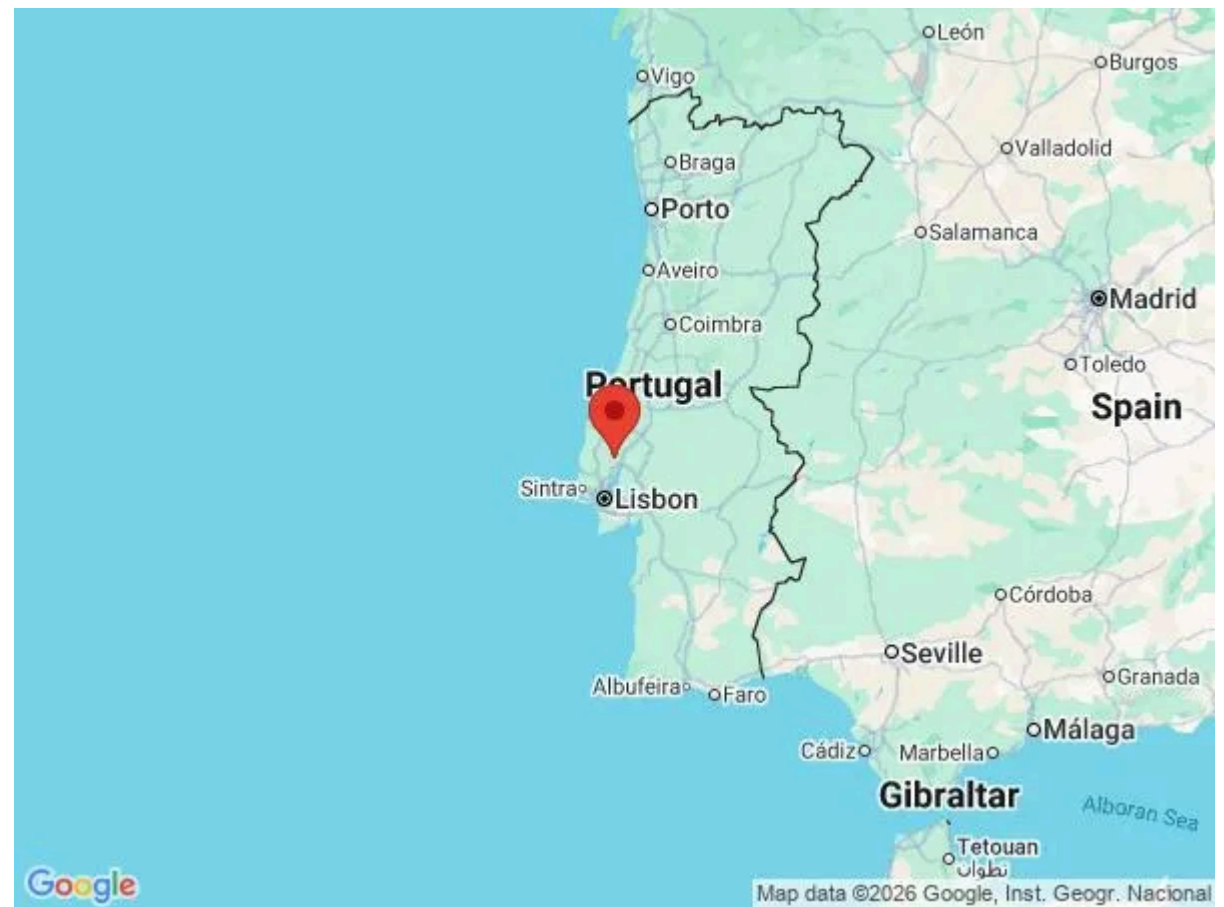 León
Burgos
Vigo
Valladolid
Braga
Porto
Salamanca
Aveiro
Madrid
Coimbra
Toledo
Portugal
Spain
Sintra
Lisbon
Córdoba
Seville
Granada
Albufeira
Faro
Málaga
Cádiz
Marbella
Gibraltar
Alboran Sea
Tetouan
تطوان
Google
Map data ©2026 Google, Inst. Geogr. Nacional